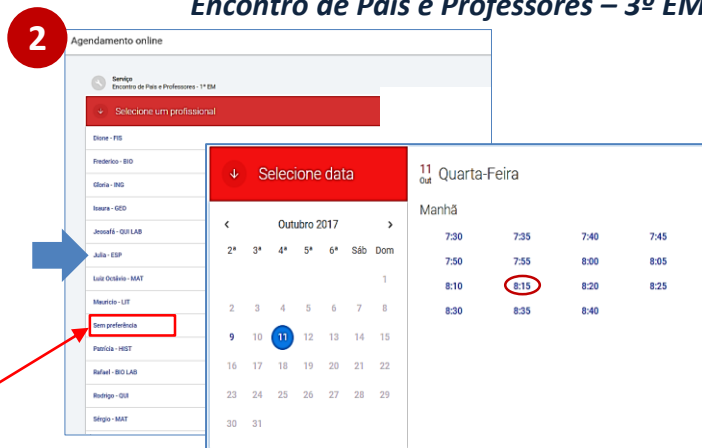 Encontro de Pais e Professores – 3º EM
2
Agendamento online
Serviço
Encontro de Pais e Professores - 1ª EM
Selecione um profissional
Dione - FIS
Frederico - BIO
Gloria - ING
Isaura - GEO
Jeosafá - QUI LAB
Julia - ESP
Luiz Octávio - MAT
Mauricio - LIT
Sem preferência
Patrícia - HIST
Rafael - BIO LAB
Rodrigo - QUI
Sérgio - MAT
Selecione data
‹ Outubro 2017 ›
2ª 3ª 4ª 5ª 6ª Sáb Dom
1
2 3 4 5 6 7 8
9 10 11 12 13 14 15
16 17 18 19 20 21 22
23 24 25 26 27 28 29
30 31
11 Out Quarta-Feira
Manhã
7:30 7:35 7:40 7:45
7:50 7:55 8:00 8:05
8:10 8:15 8:20 8:25
8:30 8:35 8:40